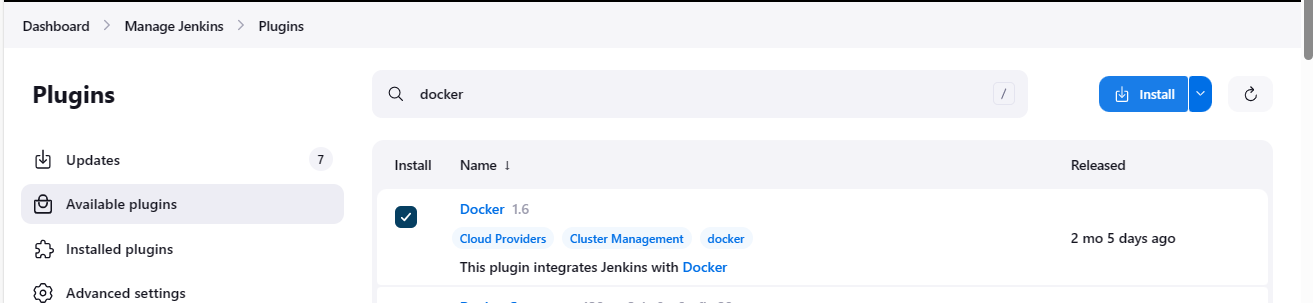 Dashboard > Manage Jenkins > Plugins
Plugins
docker /
Install
Updates 7
Available plugins
Installed plugins
Advanced settings
Install Name ↓ Released
Docker 1.6
Cloud Providers Cluster Management docker
2 mo 5 days ago
This plugin integrates Jenkins with Docker